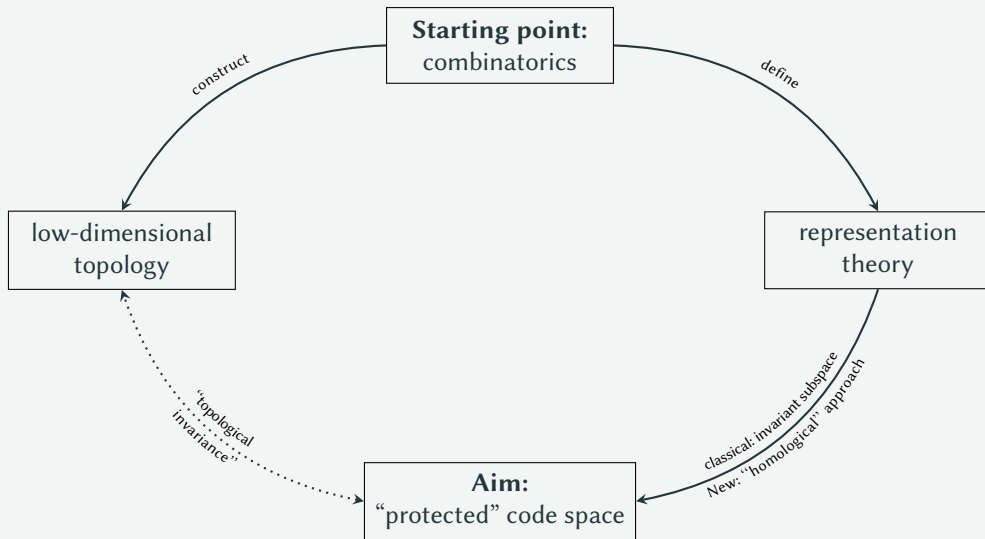 Starting point:
combinatorics
construct
define
low-dimensional
topology
representation
theory
“topological
invariance”
classical: invariant subspace
New: “homological” approach
Aim:
“protected” code space